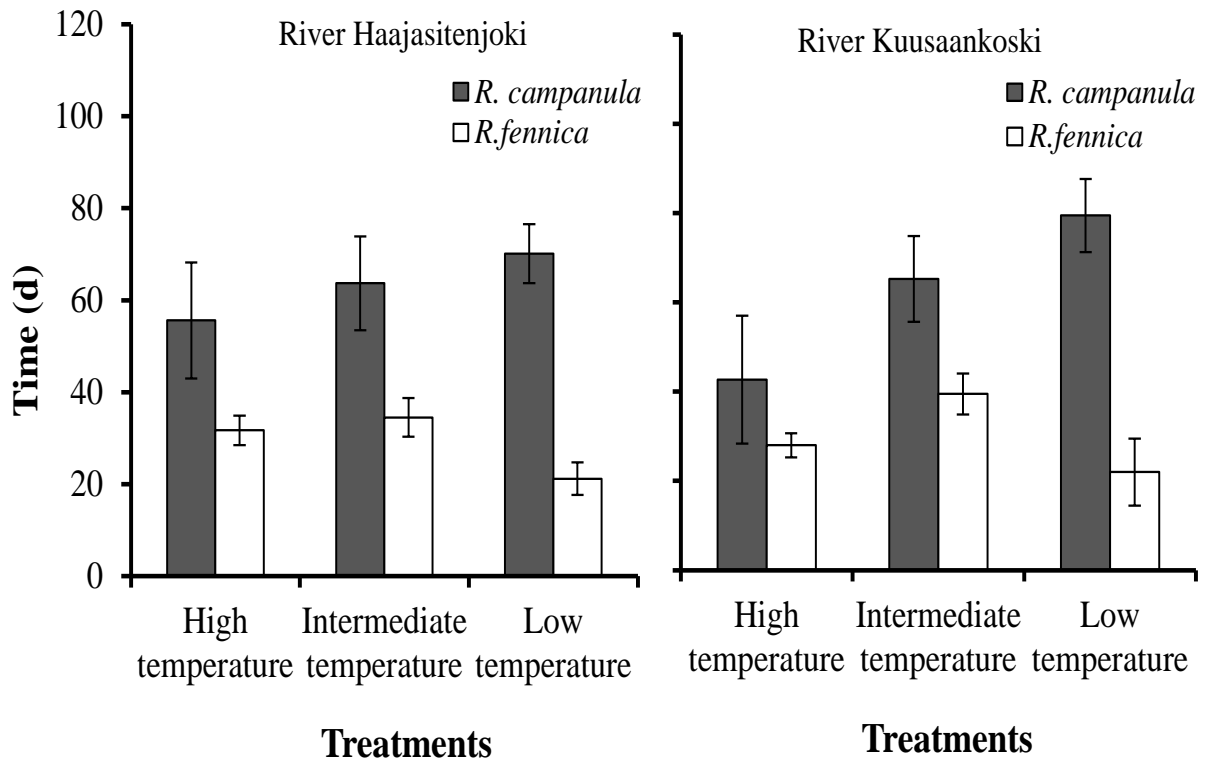 River Haajasitenjoki
R. campanula
R.fennica
Time (d)
120
100
80
60
40
20
0
High temperature
Intermediate temperature
Low temperature
Treatments
River Kuusaankoski
R. campanula
R.fennica
High temperature
Intermediate temperature
Low temperature
Treatments